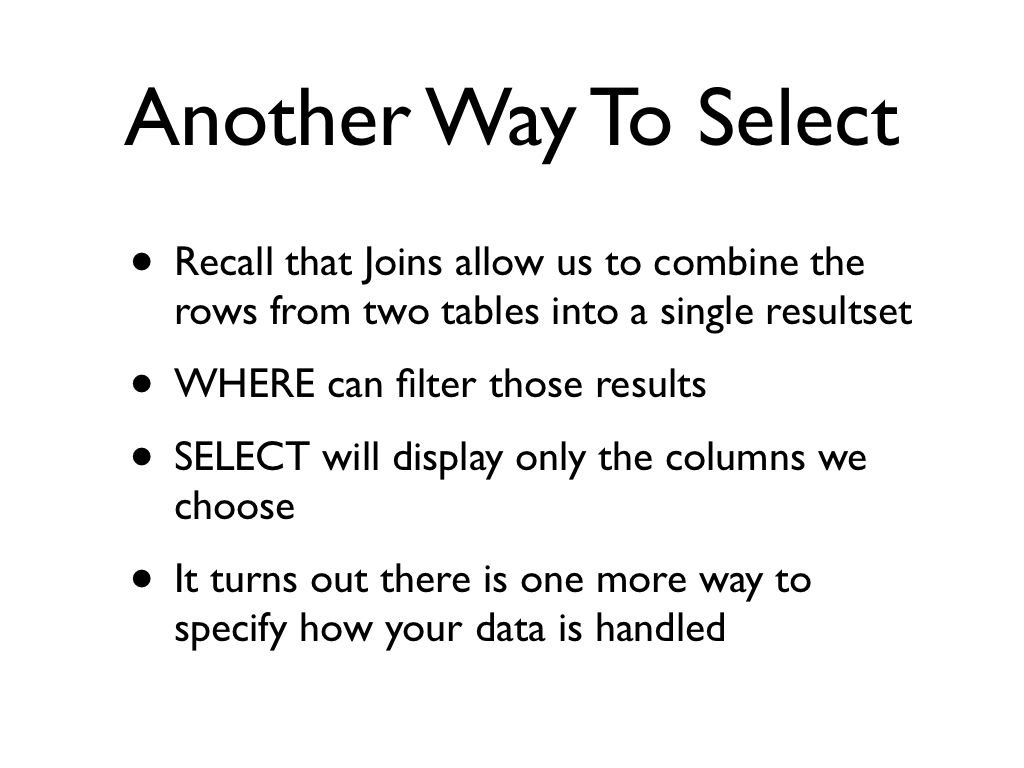 Another Way To Select
• Recall that Joins allow us to combine the
rows from two tables into a single resultset
• WHERE can filter those results
• SELECT will display only the columns we
choose
• It turns out there is one more way to
specify how your data is handled